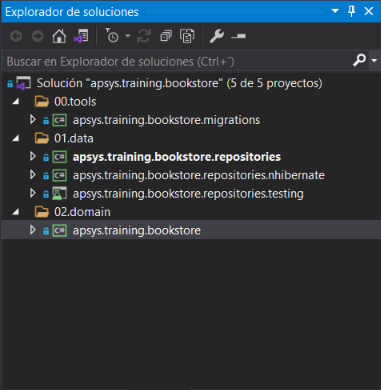 Explorador de soluciones
Buscar en Explorador de soluciones (Ctrl+¨)
Solución "apsys.training.bookstore" (5 de 5 proyectos)
00.tools
apsys.training.bookstore.migrations
01.data
apsys.training.bookstore.repositories
apsys.training.bookstore.repositories.nhibernate
apsys.training.bookstore.repositories.testing
02.domain
apsys.training.bookstore